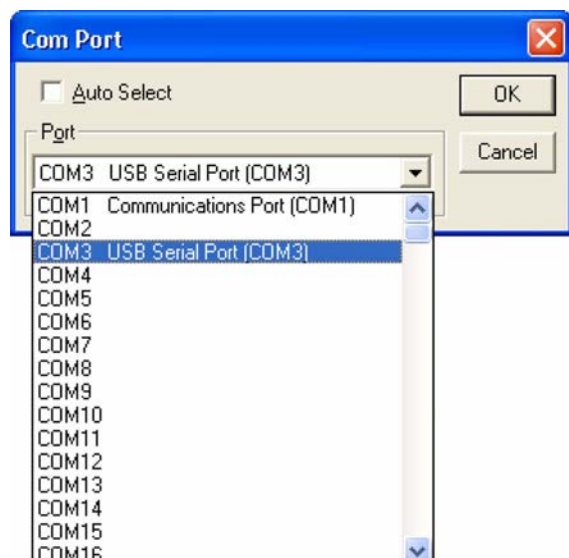 Com Port
Auto Select
OK
Port
Cancel
COM3 USB Serial Port (COM3)
COM1 Communications Port (COM1)
COM2
COM3 USB Serial Port (COM3)
COM4
COM5
COM6
COM7
COM8
COM9
COM10
COM11
COM12
COM13
COM14
COM15
COM16